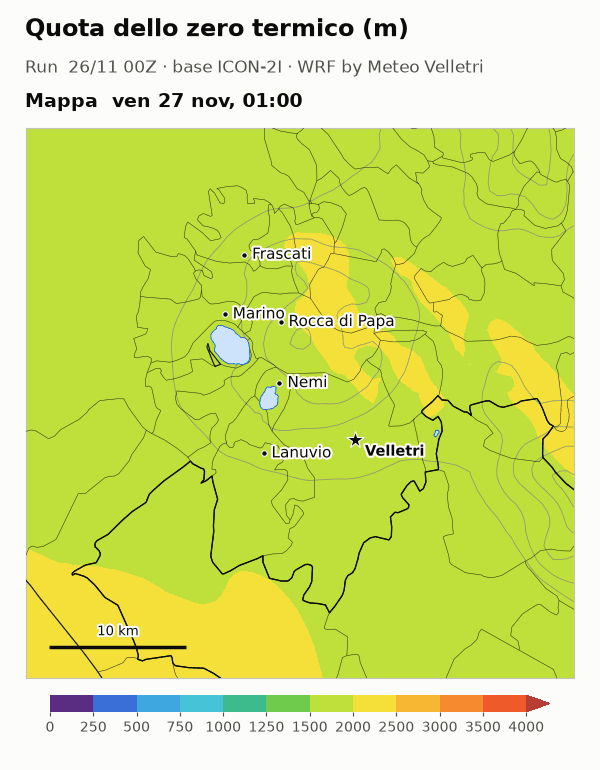 Quota dello zero termico (m)
Run  26/11 00Z · base ICON-2I · WRF by Meteo Velletri
Mappa  ven 27 nov, 01:00
Frascati
Marino
Rocca di Papa
Nemi
Velletri
Lanuvio
10 km
0 250 500 750 1000 1250 1500 2000 2500 3000 3500 4000